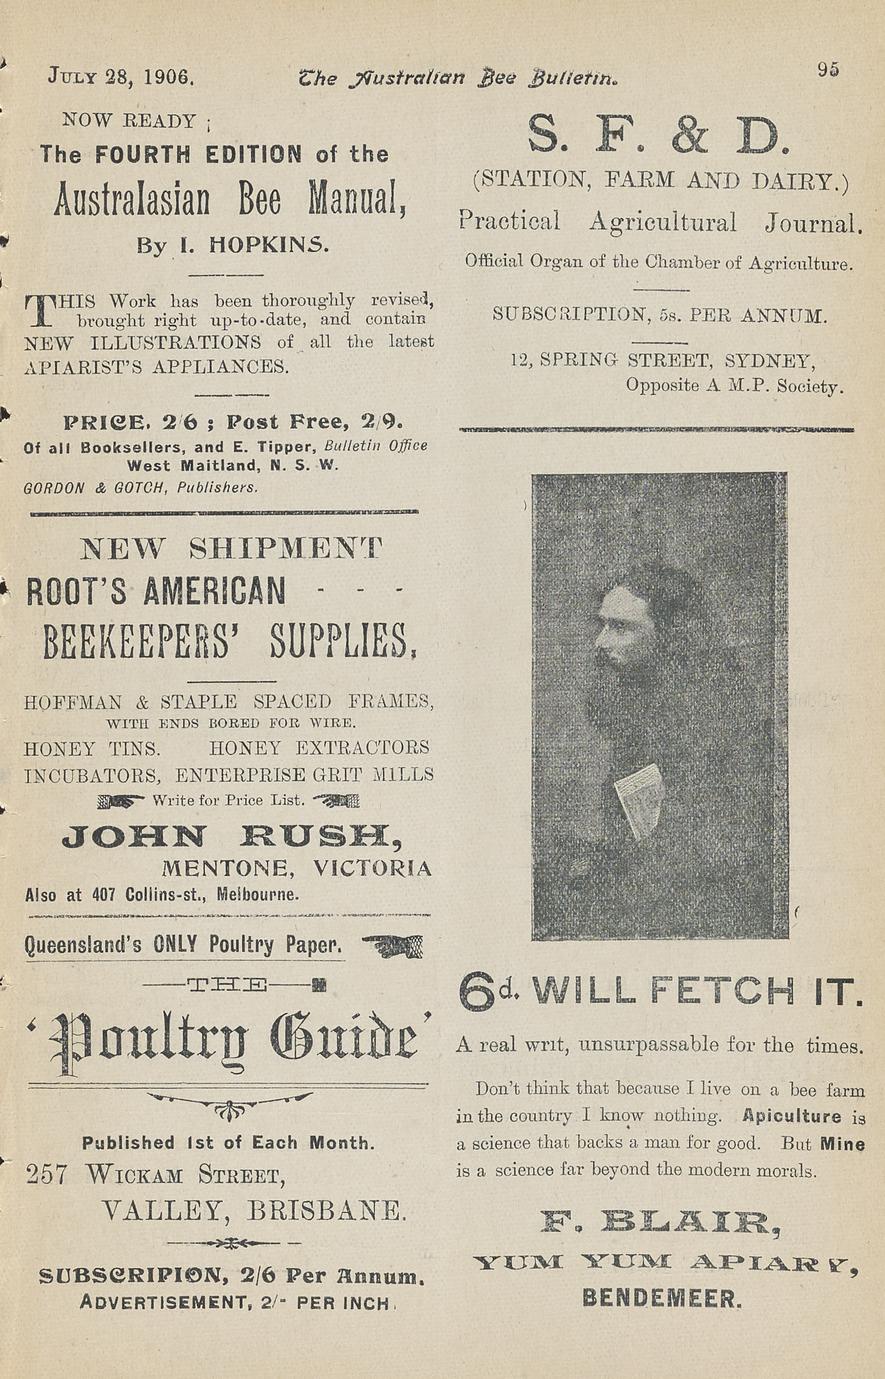 July 28, 1906. The Australian Bee Bulletin. 95
NOW READY ;
The FOURTH EDITION of the
Australasian Bee Manual,
By I. HOPKINS.
THIS Work has been thoroughly revised,
brought right up-to-date, and contain
NEW ILLUSTRATIONS of all the latest
APIARIST'S APPLIANCES.
PRICE. 2/6 ; Post Free, 2/9.
Of all Booksellers, and E. Tipper, Bulletin Office
West Maitland, N. S. W.
GORDON & GOTCH, Publishers.
NEW SHIPMENT
ROOT'S AMERICAN - - -
BEEKEEPERS' SUPPLIES,
HOFFMAN & STAPLE SPACED FRAMES,
WITH ENDS BORED FOR WIRE.
HONEY TINS. HONEY EXTRACTORS
INCUBATORS, ENTERPRISE GRIT M1LLS
Write for Price List.
JOHN RUSH,
MENTONE, VICTORIA
Also at 407 Collins-st., Melbourne.
Queensland's ONLY Poultry Paper.
THE
'Poultry Guide'
Published 1st of Each Month.
257 Wickam Street,
VALLEY, BRISBANE.
SUBSCRIPION, 2/6 Per Annum.
Advertisement, 2/- per inch.
S. F. & D.
(STATION, FARM AND DAIRY.)
Practical Agricultural Journal.
Official Organ of the Chamber of Agriculture.
SUBSCRIPTION, 5s. PER ANNUM.
12, SPRING STREET, SYDNEY,
Opposite A M.P. Society.
6d. WILL FETCH IT.
A real writ, unsurpassable for the times.
Don't think that because I live on a bee farm
in the country I know nothing. Apiculture is
a science that backs a man for good. But Mine
is a science far beyond the modern morals.
F. BLAIR,
YUM YUM APIARY,
BENDEMEER.